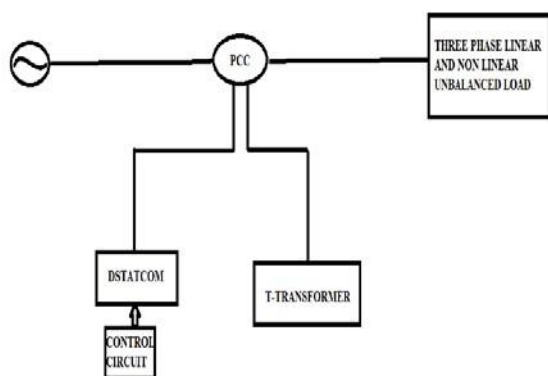 PCC
THREE PHASE LINEAR
AND NON LINEAR
UNBALANCED LOAD
DSTATCOM
T-TRANSFORMER
CONTROL
CIRCUIT